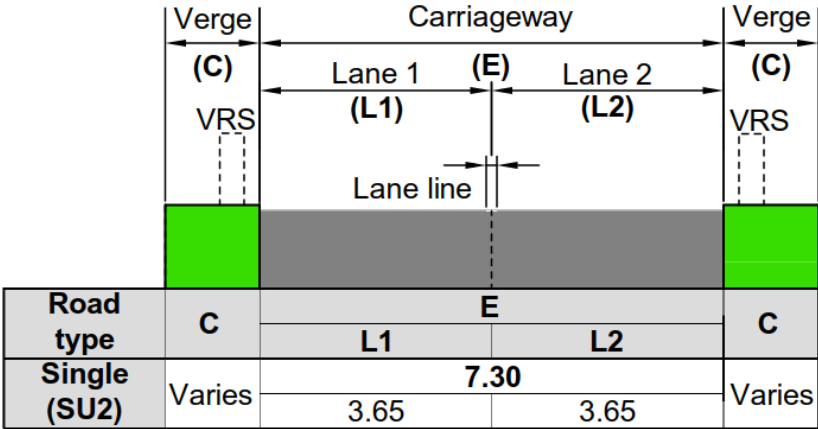 Verge
Carriageway
Verge
(C)
Lane 1
(E)
Lane 2
(C)
(L1)
(L2)
VRS
VRS
Lane line
Road type
C
E
C
L1
L2
Single (SU2)
Varies
7.30
Varies
3.65
3.65